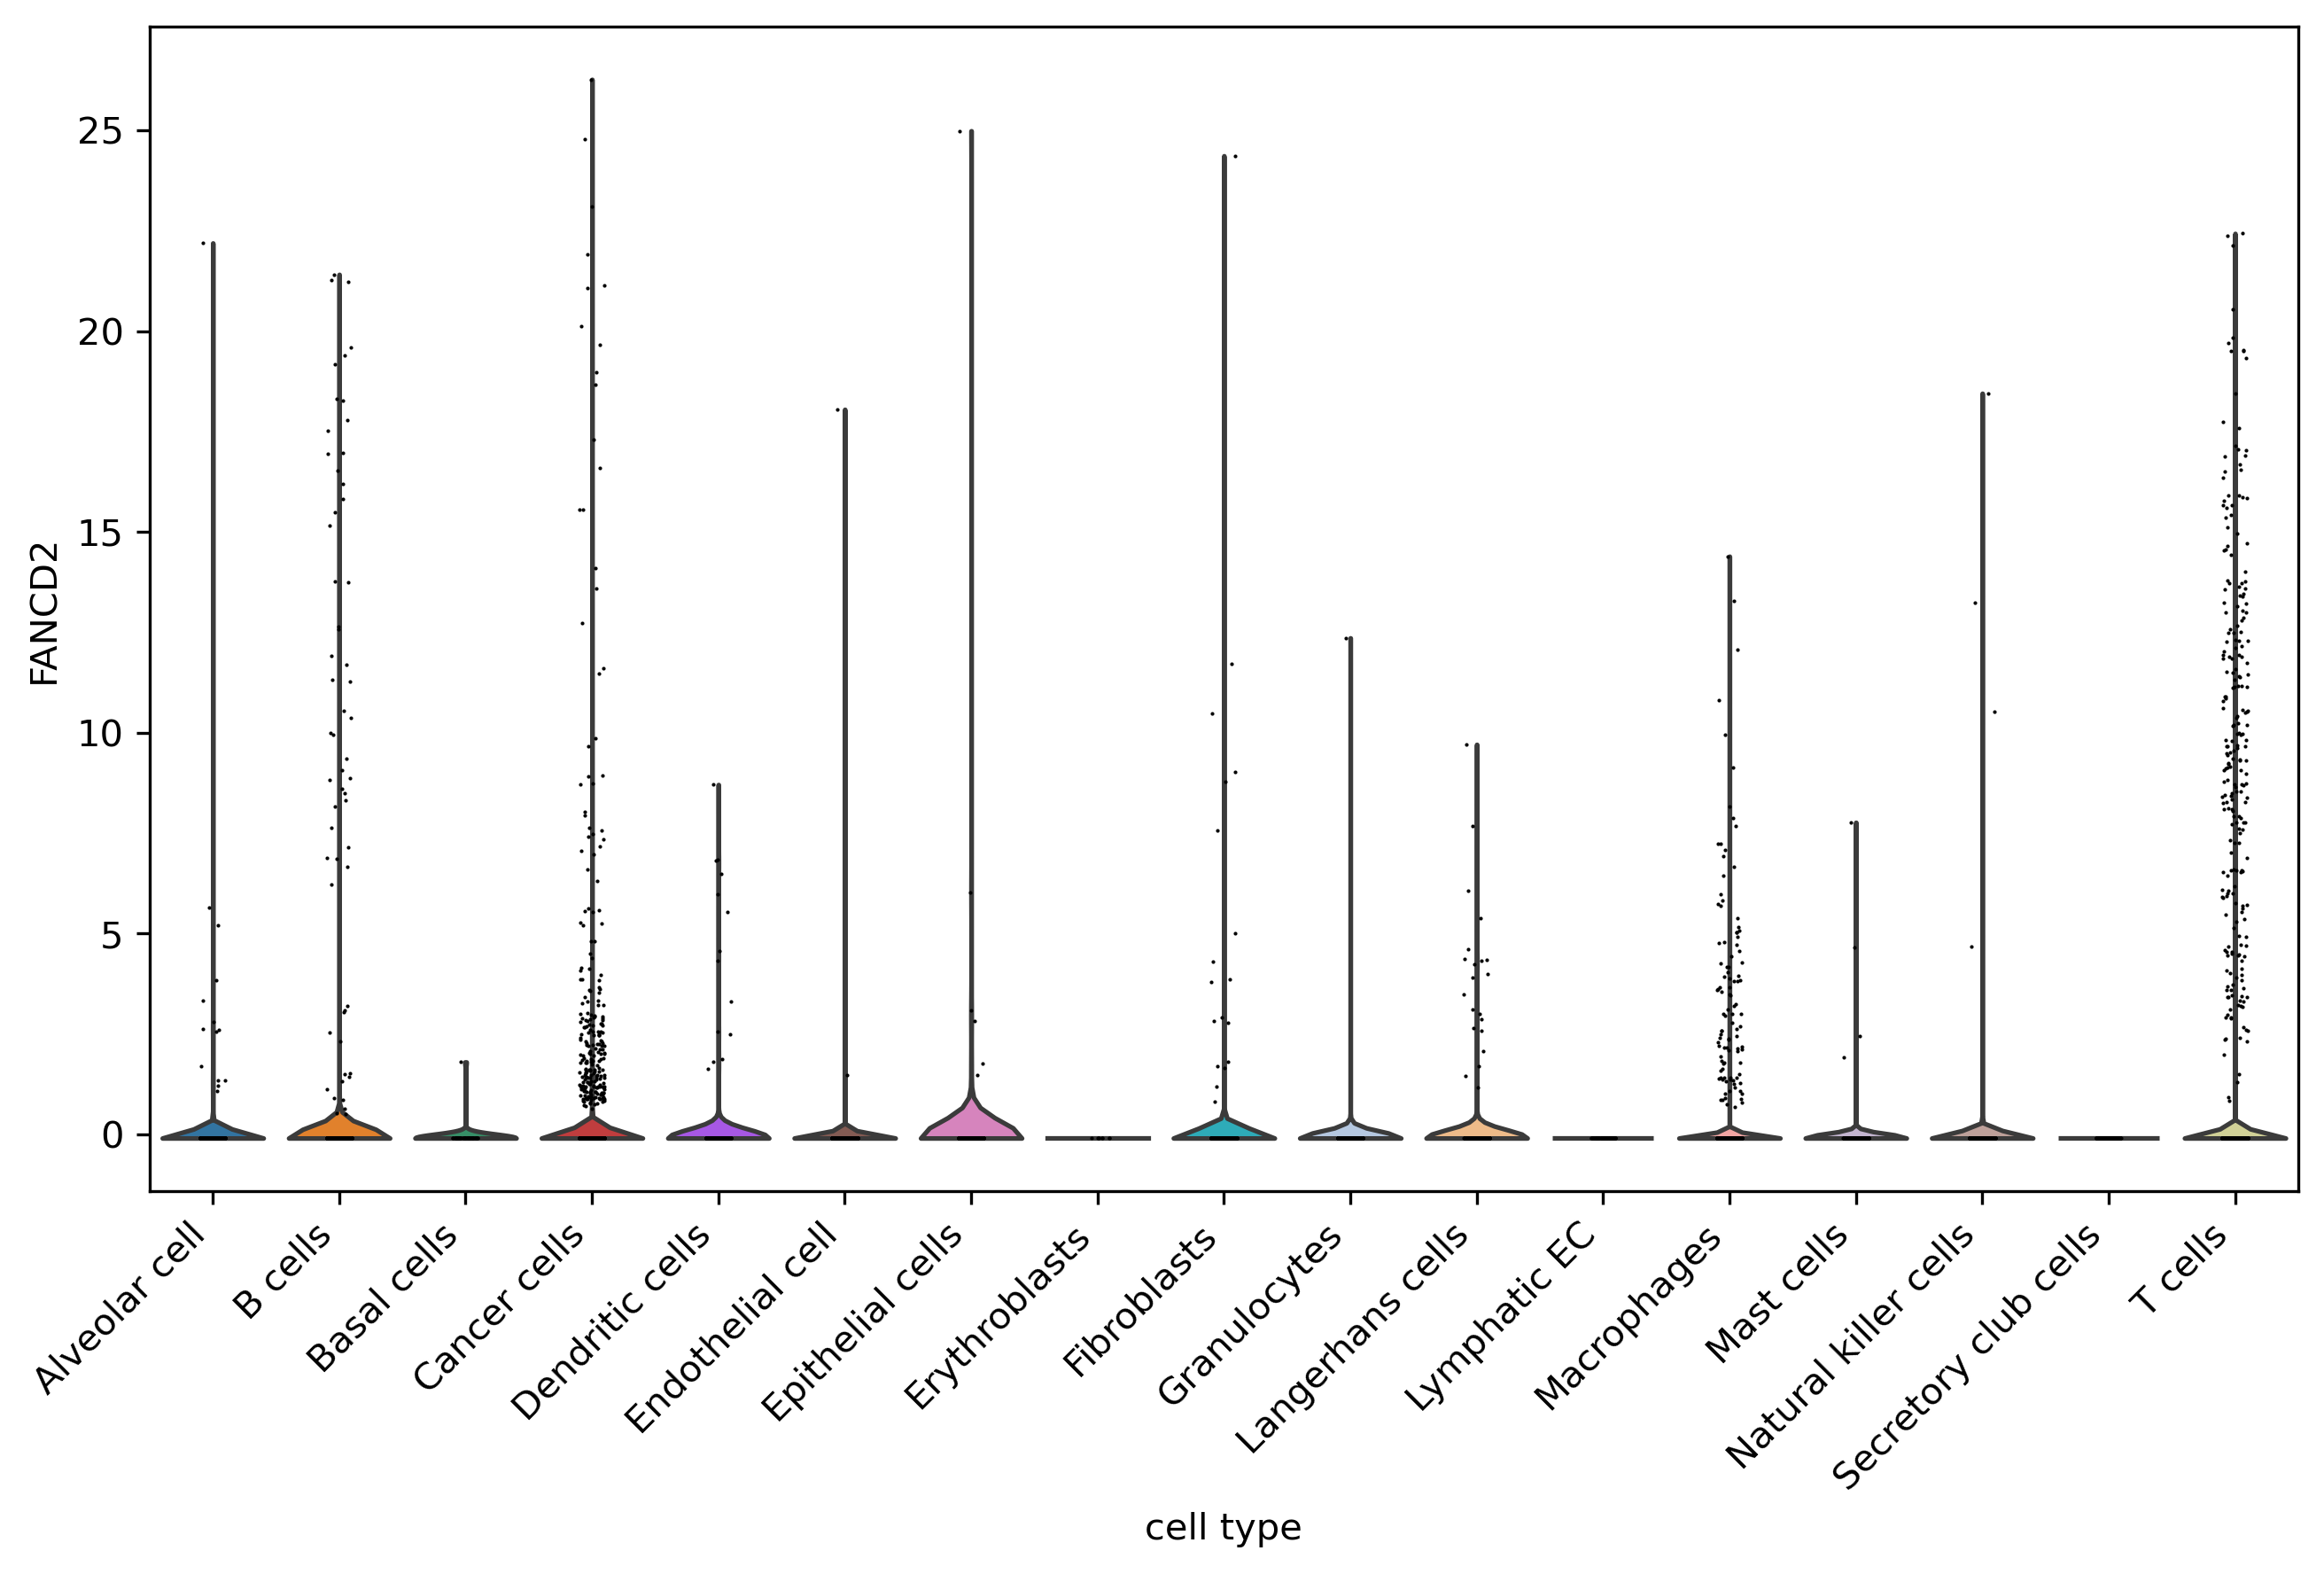 FANCD2
25
20
15
10
5
0
Alveolar cell
B cells
Basal cells
Cancer cells
Dendritic cells
Endothelial cell
Epithelial cells
Erythroblasts
Fibroblasts
Granulocytes
Langerhans cells
Lymphatic EC
Macrophages
Mast cells
Natural killer cells
Secretory club cells
T cells
cell type